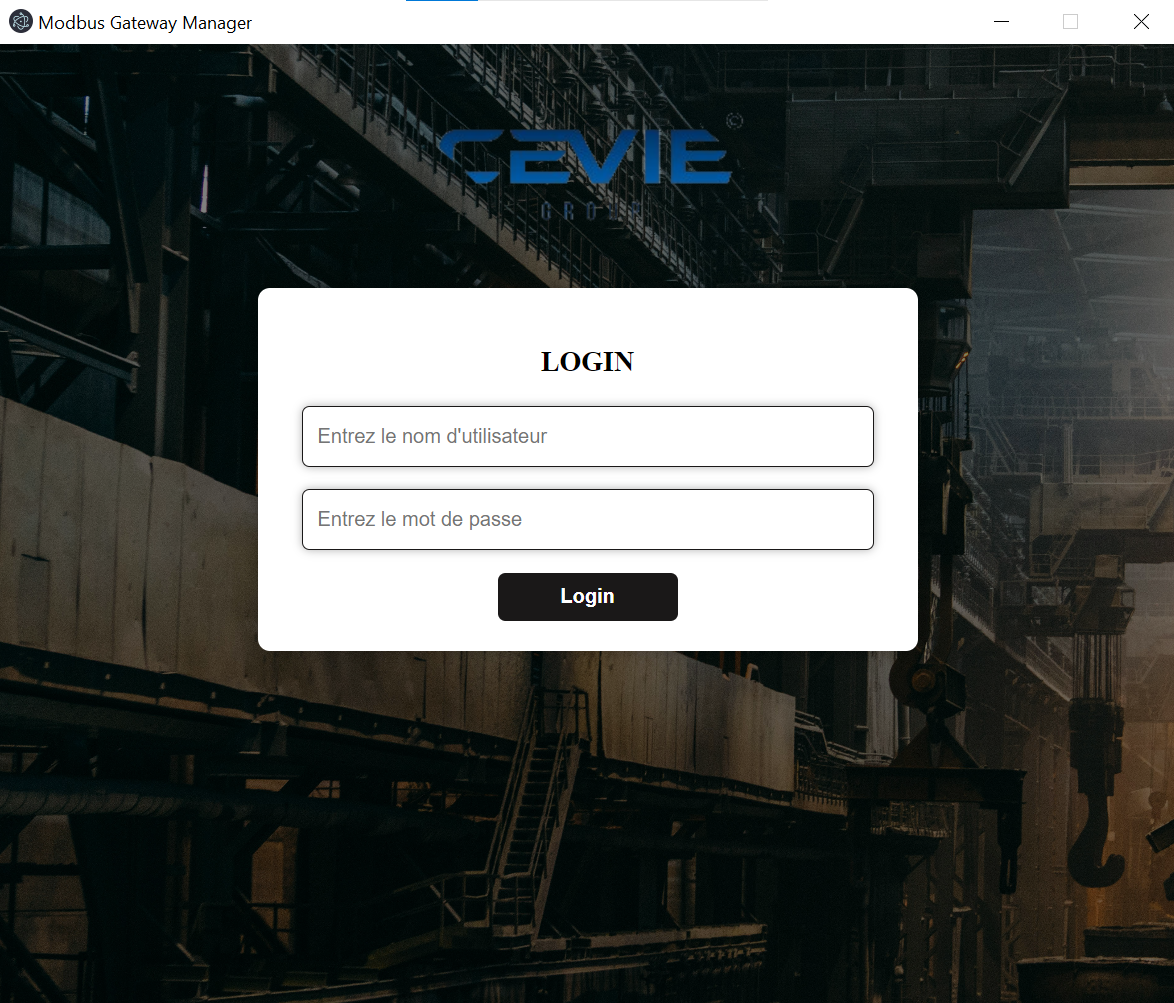 Modbus Gateway Manager
CEVIE
GROUP
LOGIN
Entrez le nom d'utilisateur
Entrez le mot de passe
Login